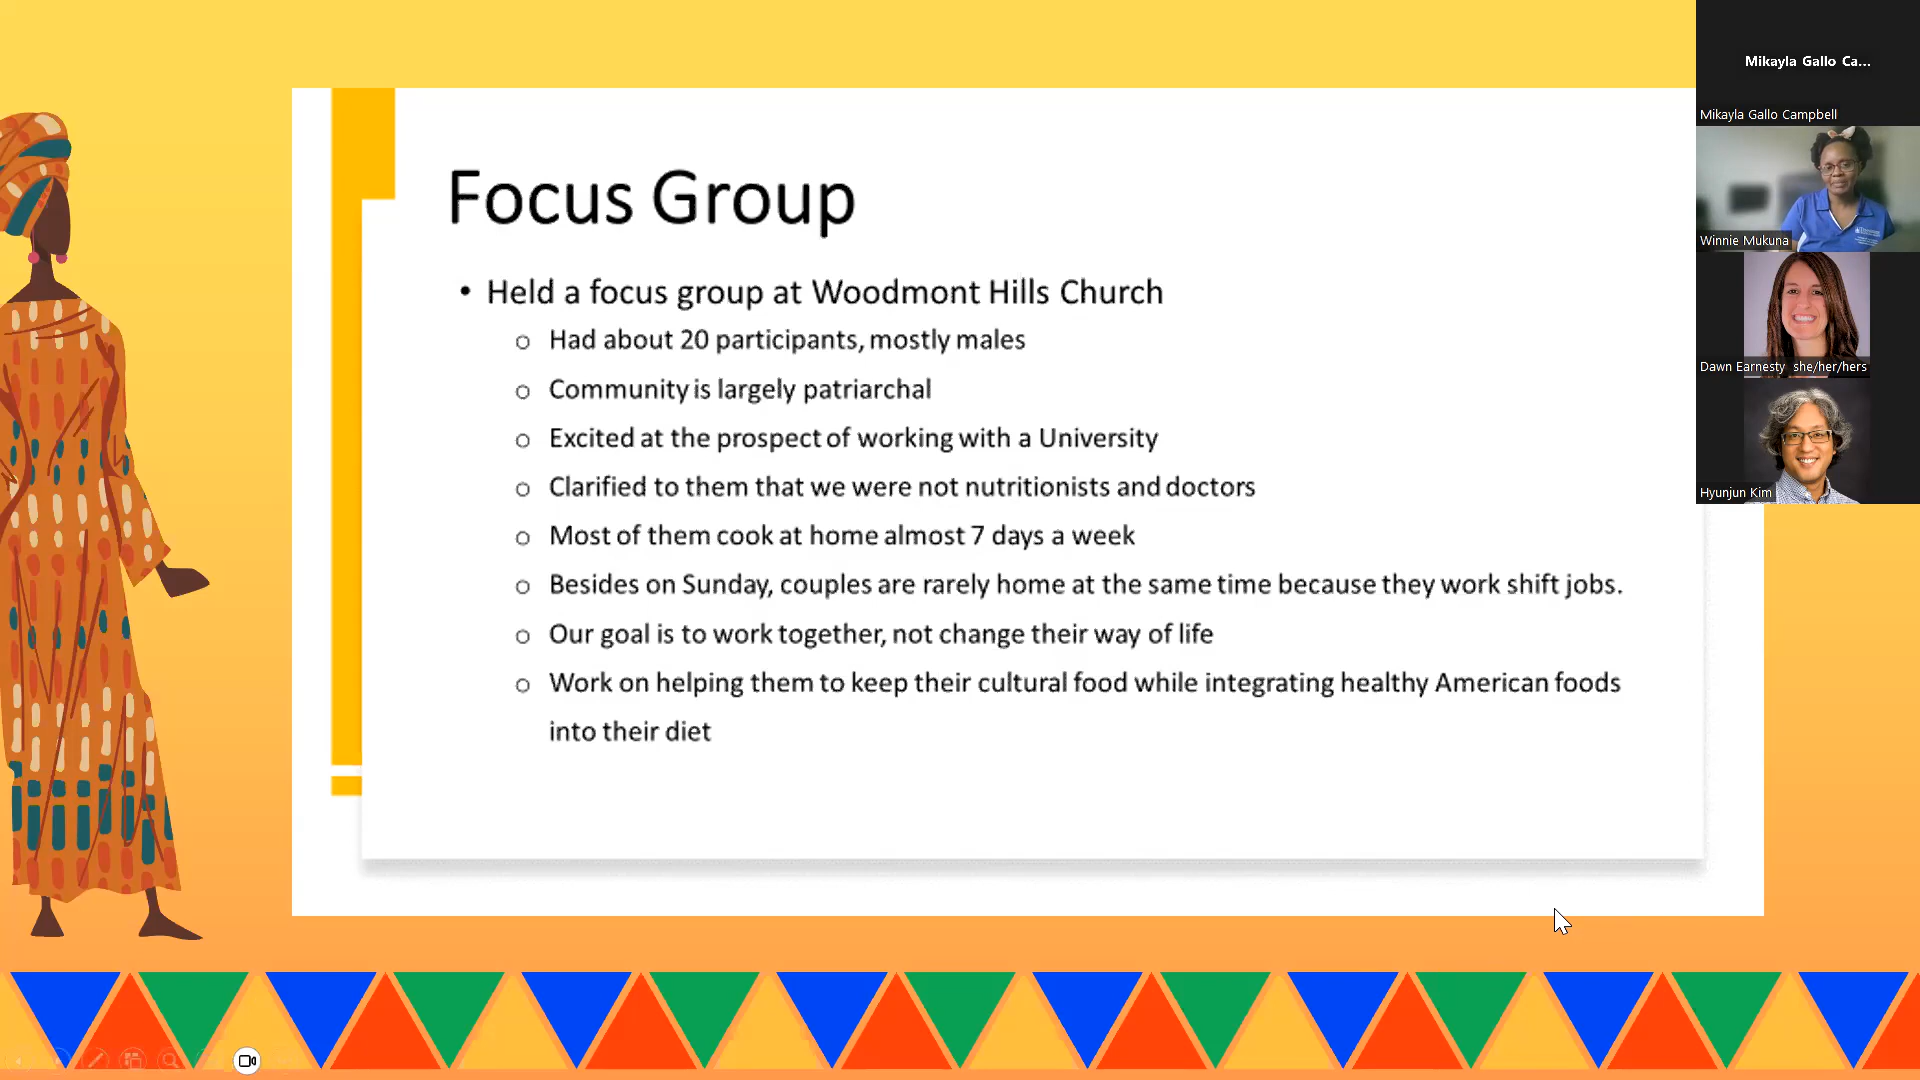 Focus Group
• Held a focus group at Woodmont Hills Church
o Had about 20 participants, mostly males
o Community is largely patriarchal
o Excited at the prospect of working with a University
o Clarified to them that we were not nutritionists and doctors
o Most of them cook at home almost 7 days a week
o Besides on Sunday, couples are rarely home at the same time because they work shift jobs.
o Our goal is to work together, not change their way of life
o Work on helping them to keep their cultural food while integrating healthy American foods
into their diet
Mikayla Gallo Ca...
Mikayla Gallo Campbell
Winnie Mukuna
Dawn Earnesty she/her/hers
Hyunjun Kim